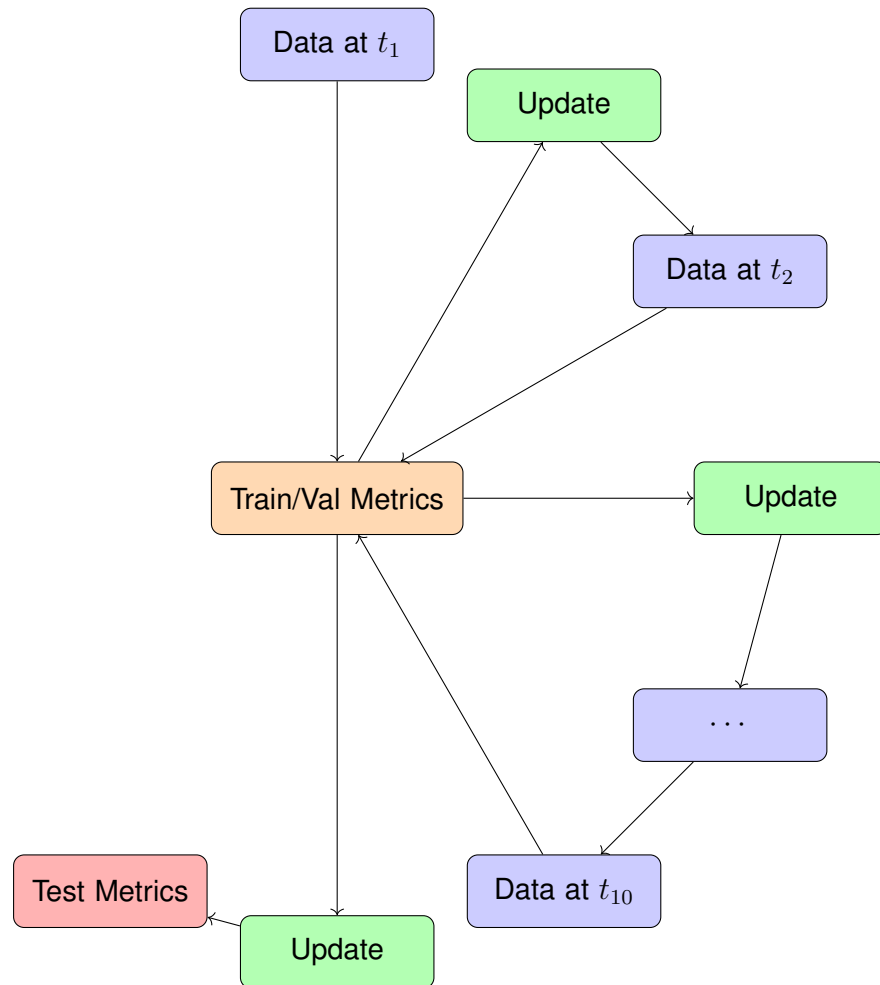 Data at t₁
Update
Data at t₂
Train/Val Metrics
Update
...
Data at t₁₀
Test Metrics
Update